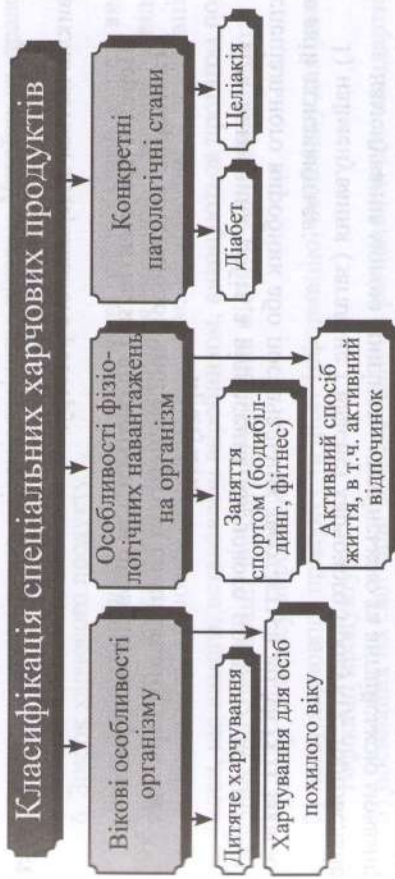 Класифікація спеціальних харчових продуктів
Вікові особливості
організму
Дитяче харчування
Харчування для осіб
похилого віку
Особливості фізіо-
логічних навантажень
на організм
Заняття
спортом (бодибіл-
динг, фітнес)
Активний спосіб
життя, в т.ч. активний
відпочинок
Конкретні
патологічні стани
Діабет
Целіакія